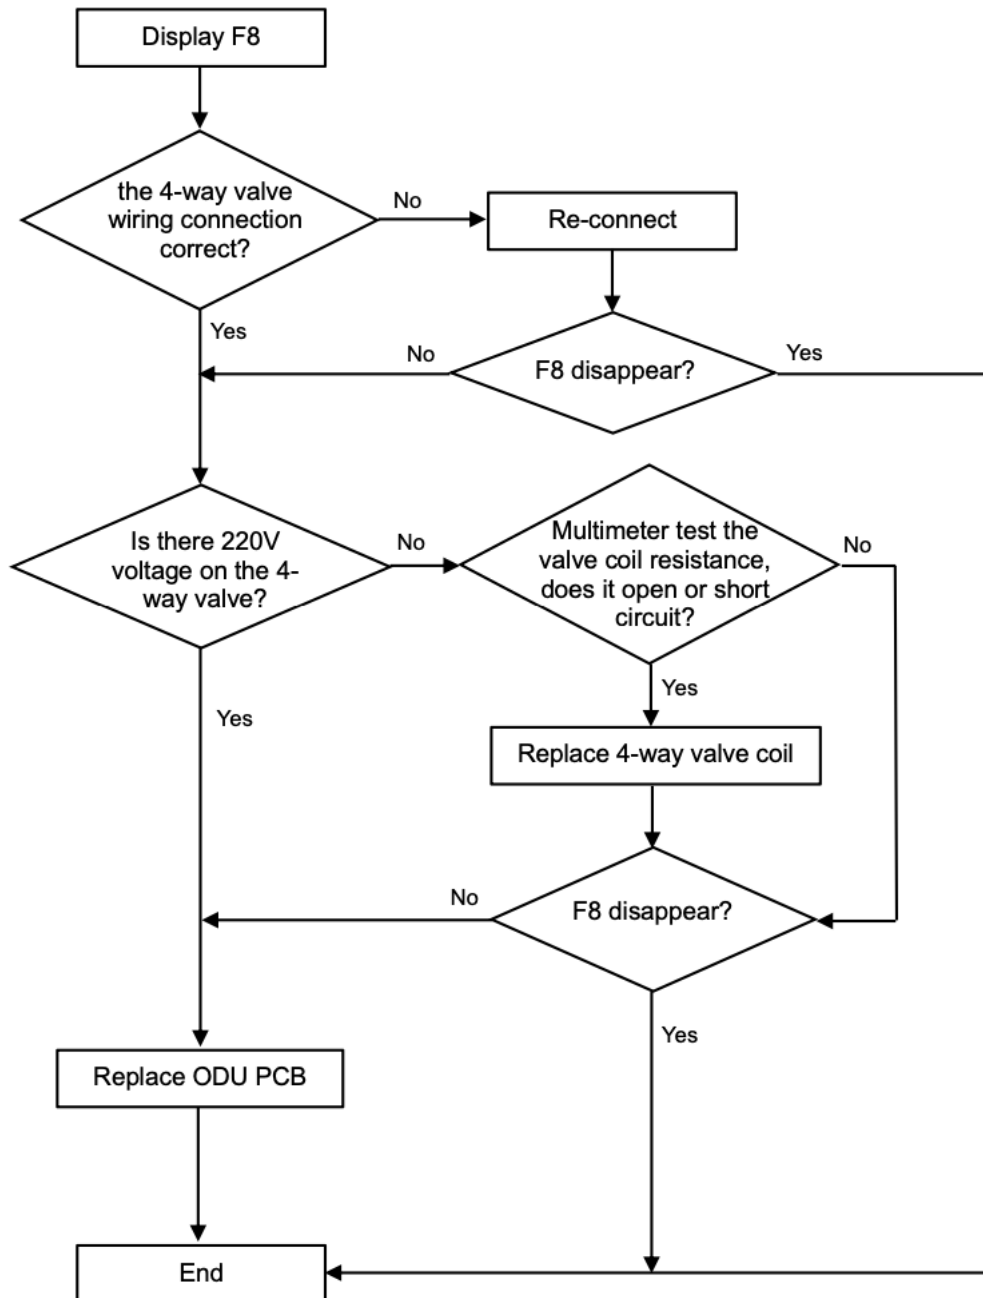 Display F8
the 4-way valve
wiring connection
correct?
No
Re-connect
Yes
No
F8 disappear?
Yes
Is there 220V
voltage on the 4-
way valve?
No
Multimeter test the
valve coil resistance,
does it open or short
circuit?
No
Yes
Yes
Replace 4-way valve coil
No
F8 disappear?
Yes
Replace ODU PCB
End